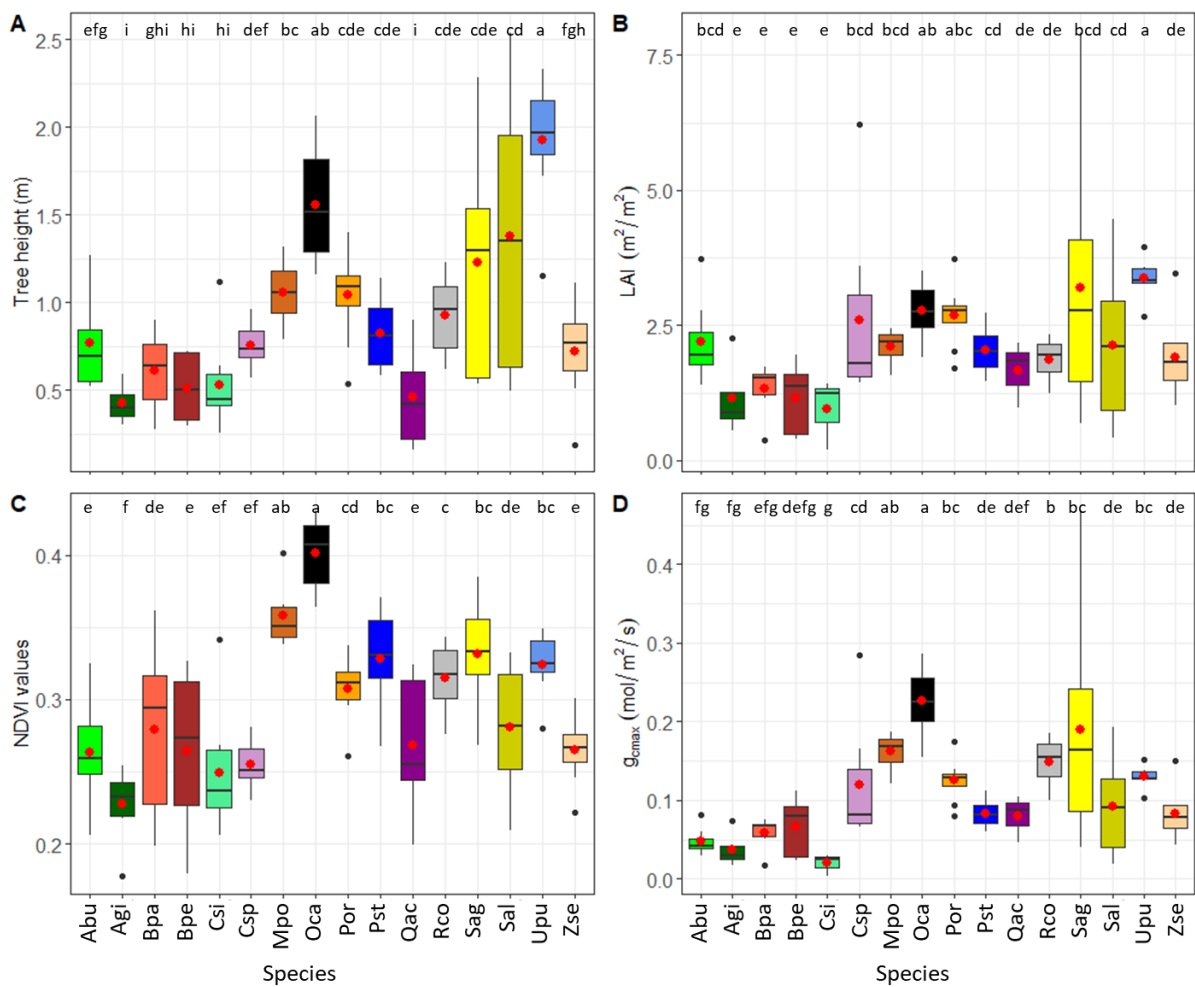 A
efg i ghi hi hi def bc ab cde cde i cde cde cd a fgh
2.5
2.0
1.5
1.0
0.5
Tree height (m)
B
bcd e e e bcd bcd ab abc cd de de bcd cd a de
7.5
5.0
2.5
0.0
LAI (m²/m²)
C
e f de e ef ef ab a cd bc e c bc de bc e
0.4
0.3
0.2
NDVI values
Abu Agi Bpa Bpe Csi Csp Mpo Oca Por Pst Qac Rco Sag Sal Upu Zse
Species
D
fg fg efg defg g cd ab a bc de def b bc de bc de
0.4
0.3
0.2
0.1
0.0
gcmax (mol/m²/s)
Abu Agi Bpa Bpe Csi Csp Mpo Oca Por Pst Qac Rco Sag Sal Upu Zse
Species